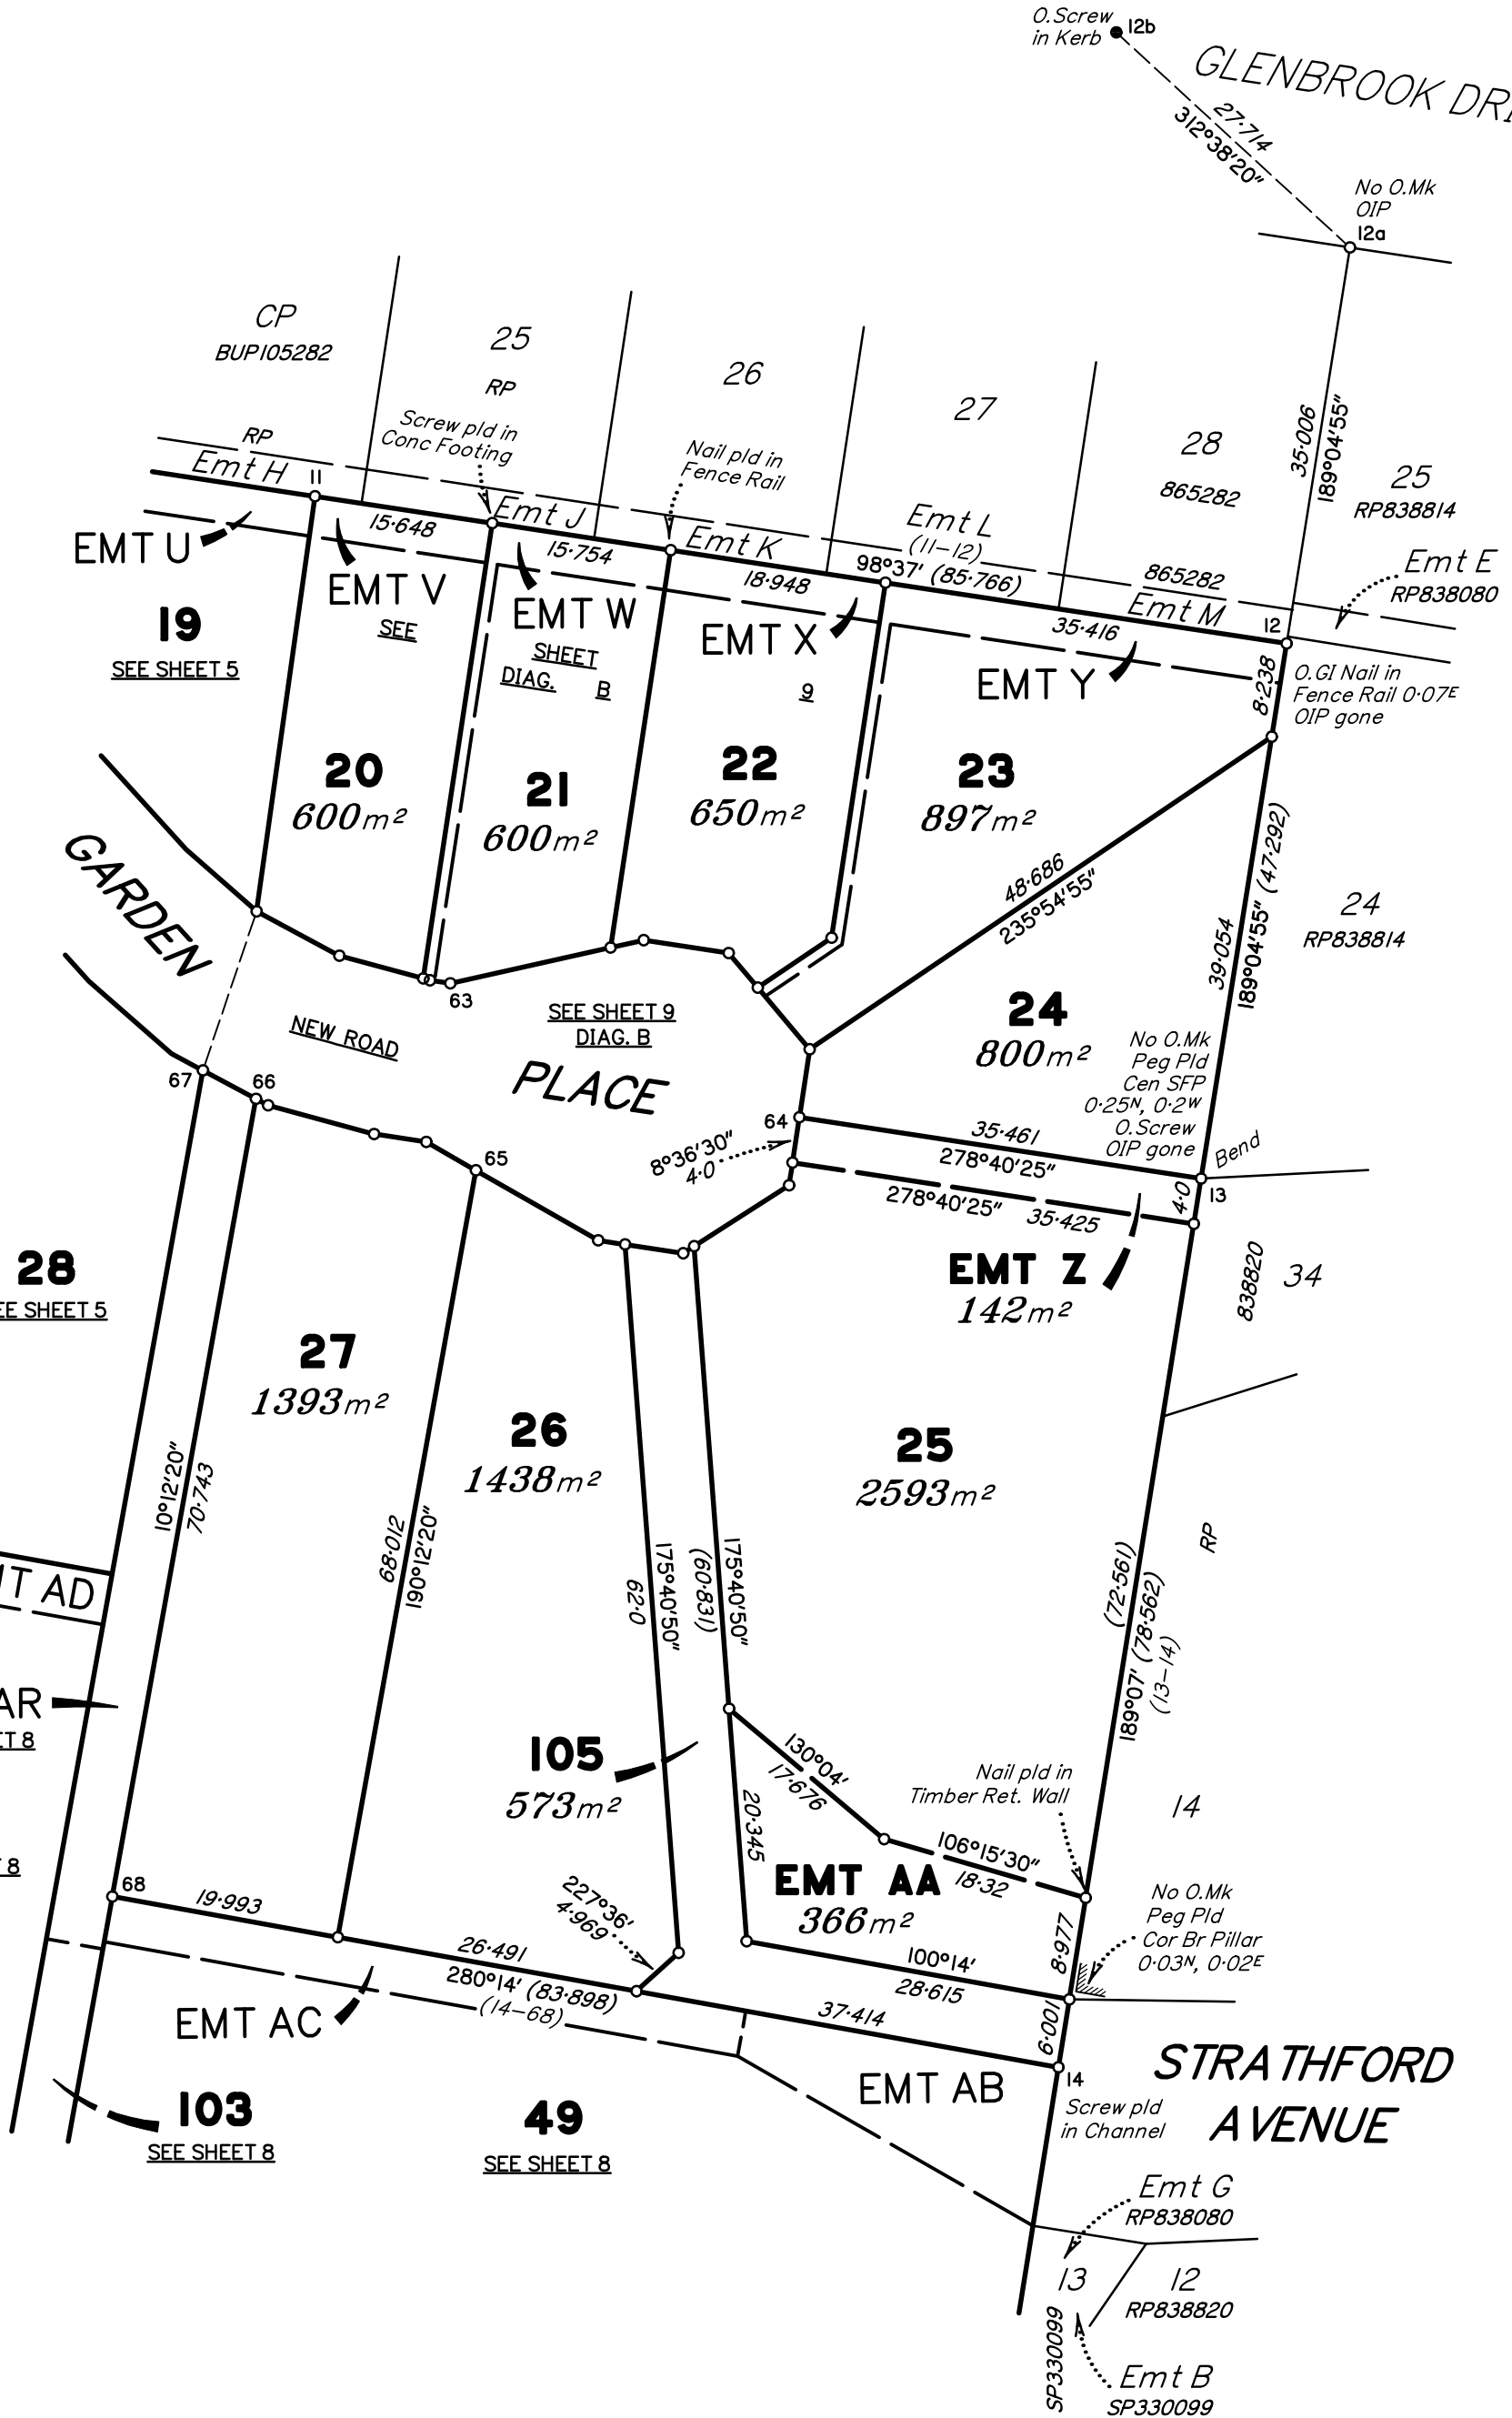 O.Screw
in Kerb
12b
GLENBROOK
27·714
312°38'20"
No O.Mk
OIP
12a
CP
BUP105282
25
RP
26
27
28
865282
35·006
189°04'55"
25
RP838814
RP
Screw pld in
Conc Footing
Nail pld in
Fence Rail
Emt H
11
Emt J
Emt K
Emt L
(11-12)
98°37' (85·766)
865282
Emt M
12
Emt E
RP838080
15·648
15·754
18·948
35·416
8·238
EMT U
EMT V
SEE
EMT W
SHEET
DIAG. B
EMT X
9
EMT Y
O.GI Nail in
Fence Rail 0·07E
OIP gone
19
SEE SHEET 5
20
600m²
21
600m²
22
650m²
23
897m²
48·686
235°54'55"
39·054
189°04'55" (47·292)
24
RP838814
GARDEN
63
NEW ROAD
SEE SHEET 9
DIAG. B
PLACE
24
800m²
No O.Mk
Peg Pld
Cen SFP
0·25N, 0·2W
O.Screw
OIP gone
Bend
67
66
65
64
8°36'30"
4·0
35·461
278°40'25"
278°40'25"
35·425
4·0
13
EMT Z
142m²
838820
34
28
EE SHEET 5
27
1393m²
26
1438m²
25
2593m²
10°12'20"
70·743
68·012
190°12'20"
62·0
175°40'50"
(60·831)
175°40'50"
(72·561)
189°07' (78·562)
(13-14)
RP
T AD
AR
ET 8
105
573m²
130°04'
17·676
20·345
106°15'30"
18·32
Nail pld in
Timber Ret. Wall
14
EMT AA
366m²
227°36'
4·969
8·977
No O.Mk
Peg Pld
Cor Br Pillar
0·03N, 0·02E
8
68
19·993
26·491
280°14' (83·898)
(14-68)
100°14'
28·615
37·414
6·001
EMT AC
EMT AB
14
Screw pld
in Channel
STRATHFORD
AVENUE
103
SEE SHEET 8
49
SEE SHEET 8
Emt G
RP838080
13
12
RP838820
SP330099
Emt B
SP330099